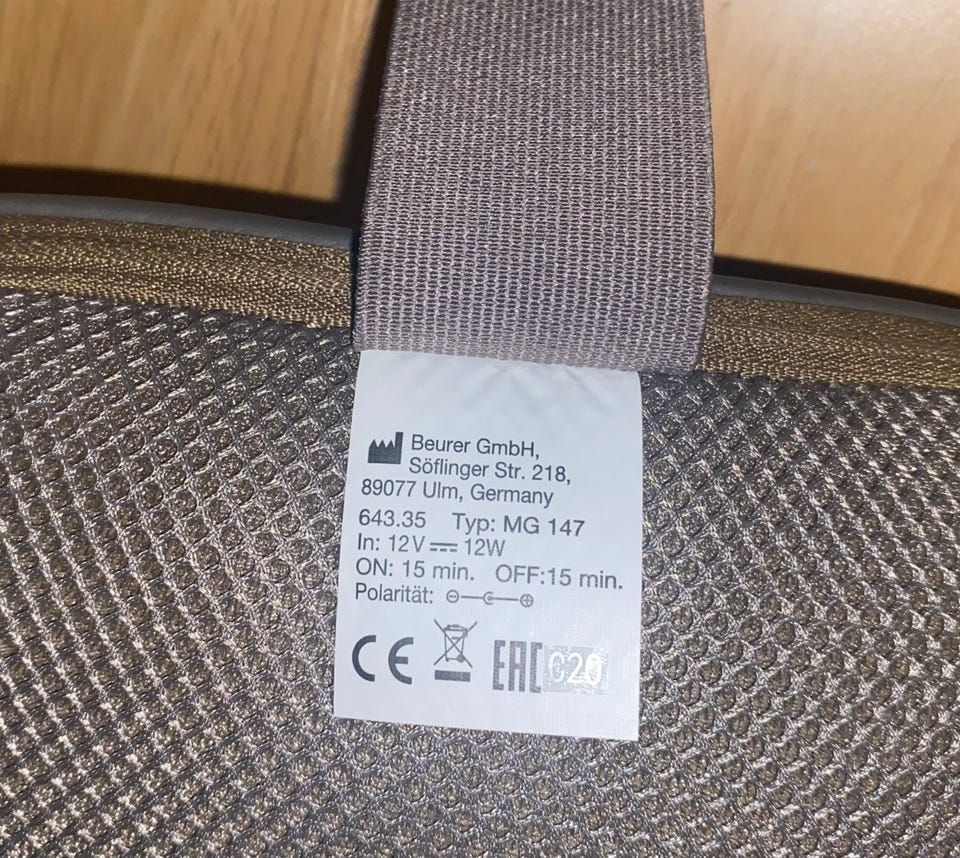 Beurer GmbH,
Söflinger Str. 218,
89077 Ulm, Germany
643.35 Typ: MG 147
In: 12V 12W
ON: 15 min. OFF:15 min.
Polarität:
CE EAC C20